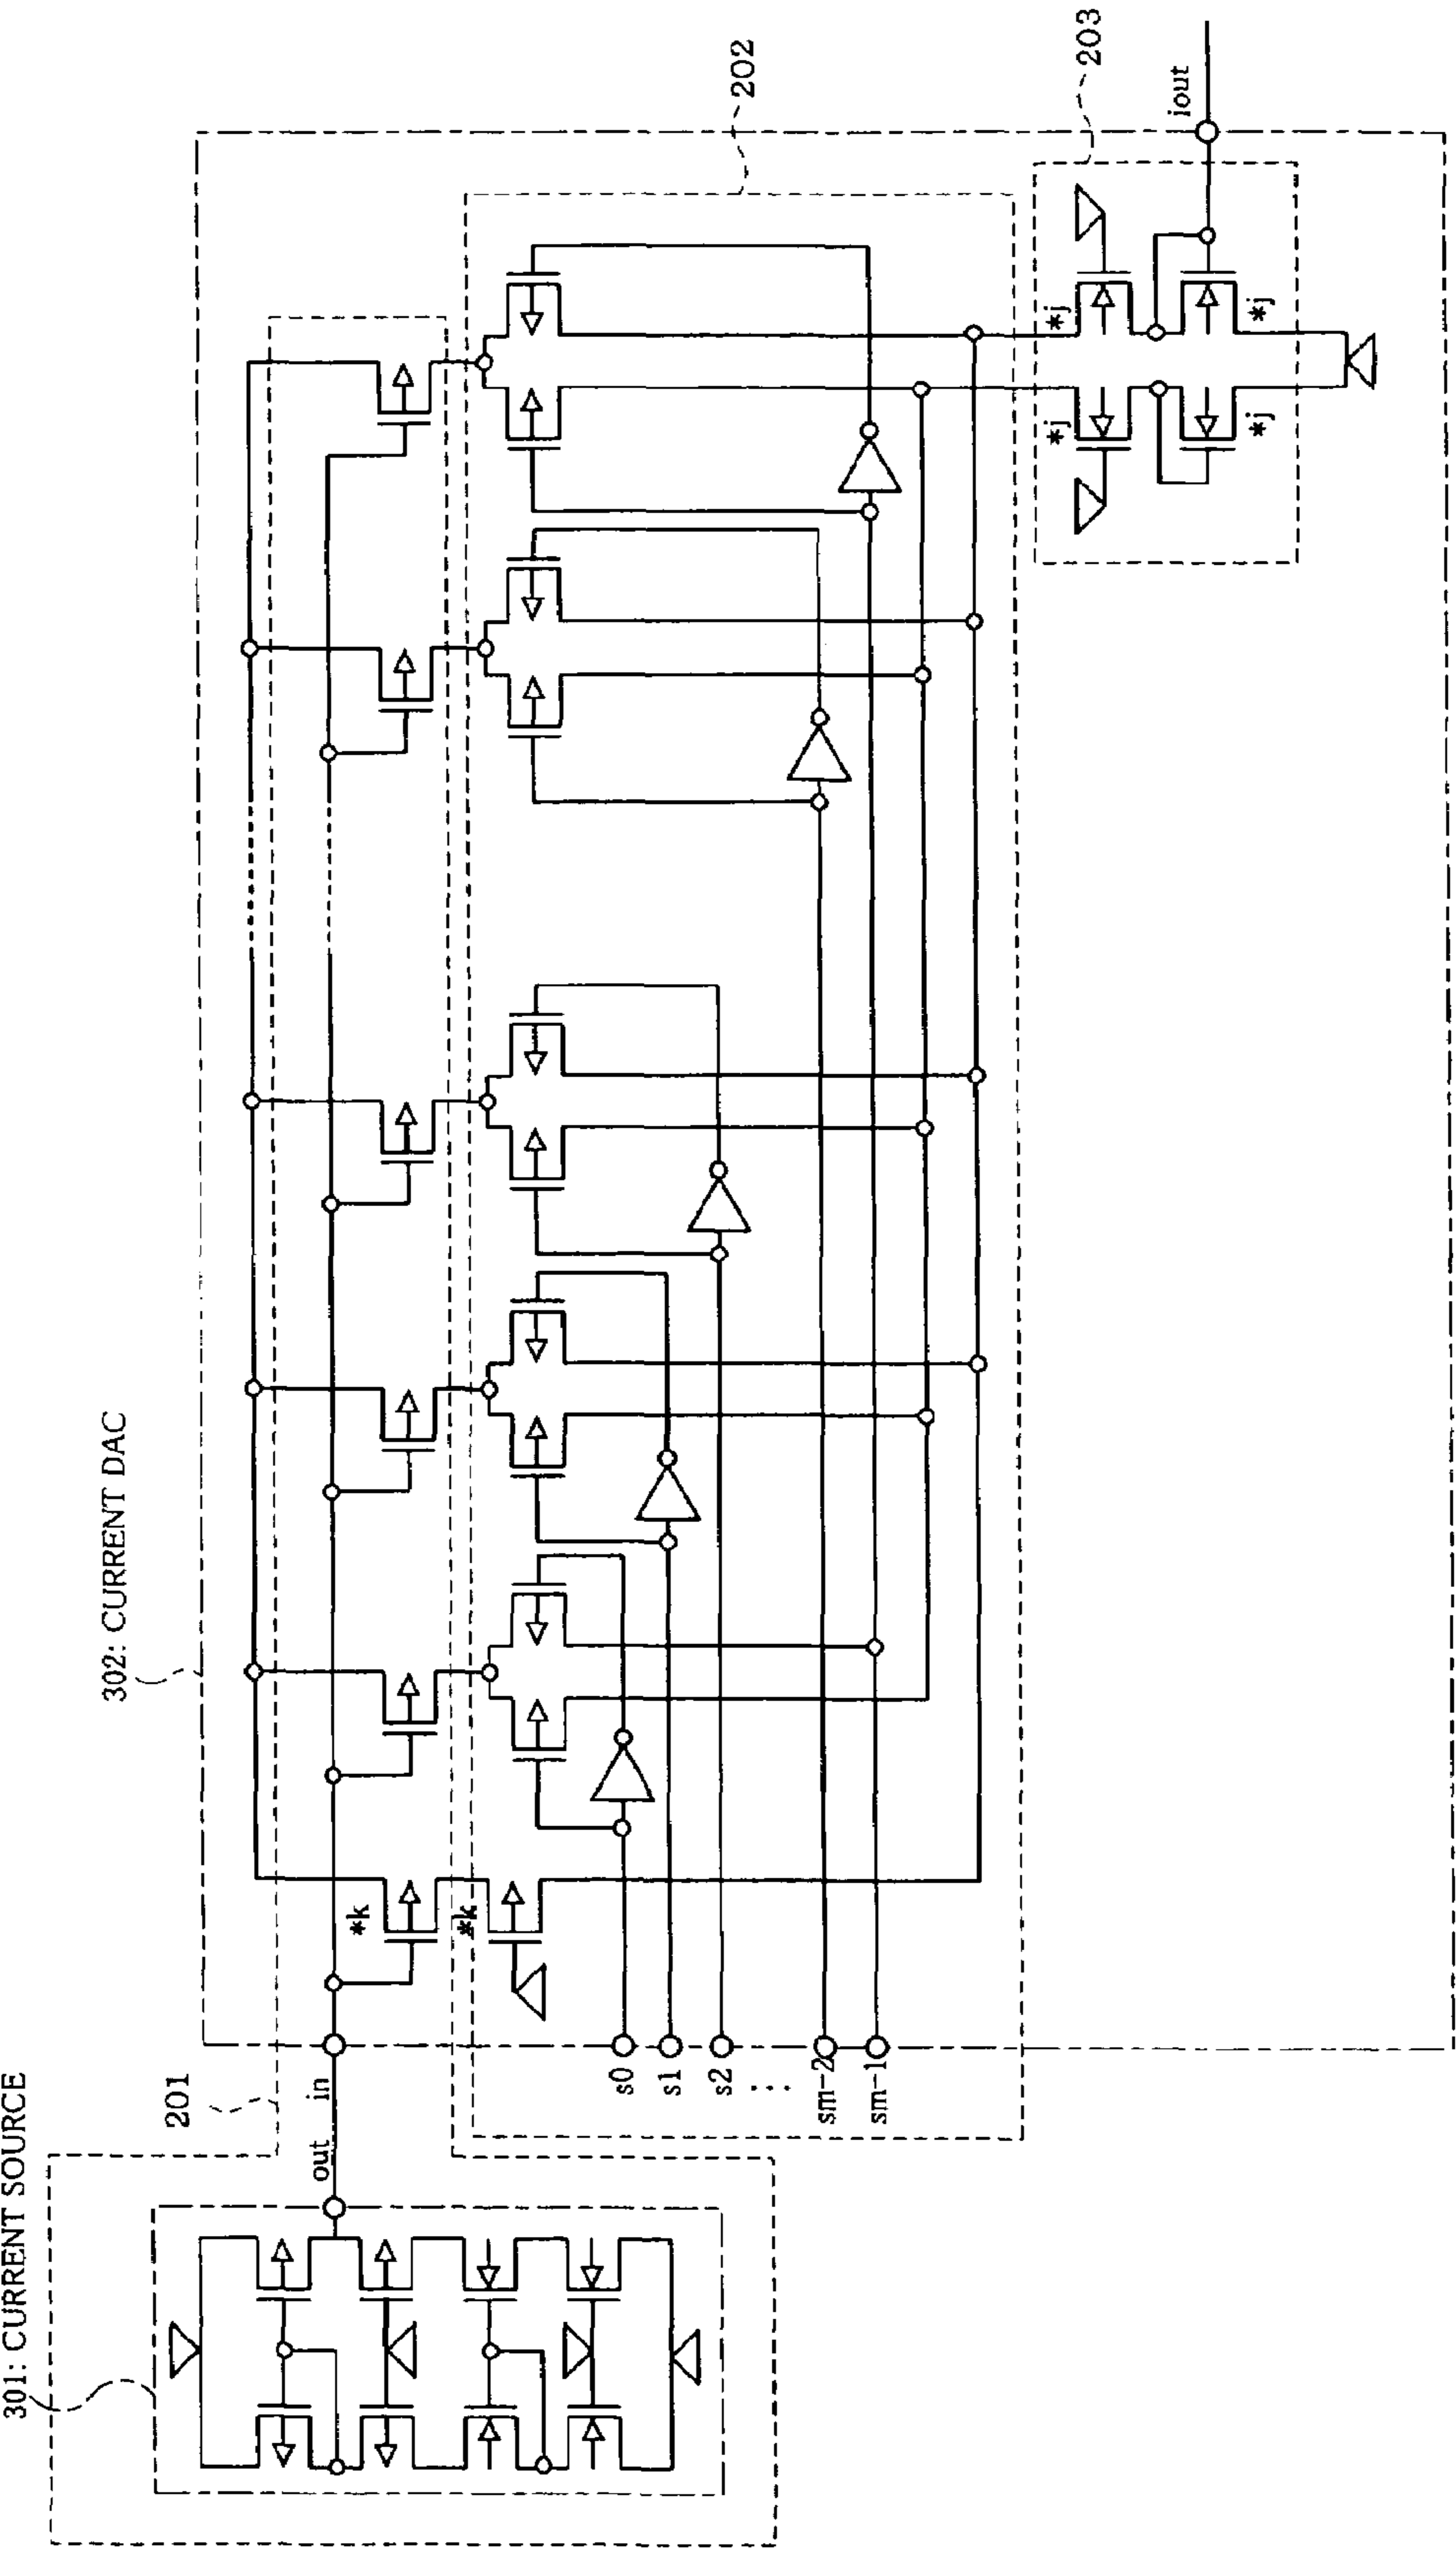 301: CURRENT SOURCE
201
out
in
302: CURRENT DAC
*k
*k
s0
s1
s2
...
sm-2
sm-1
202
203
*j
*j
*j
*j
iout